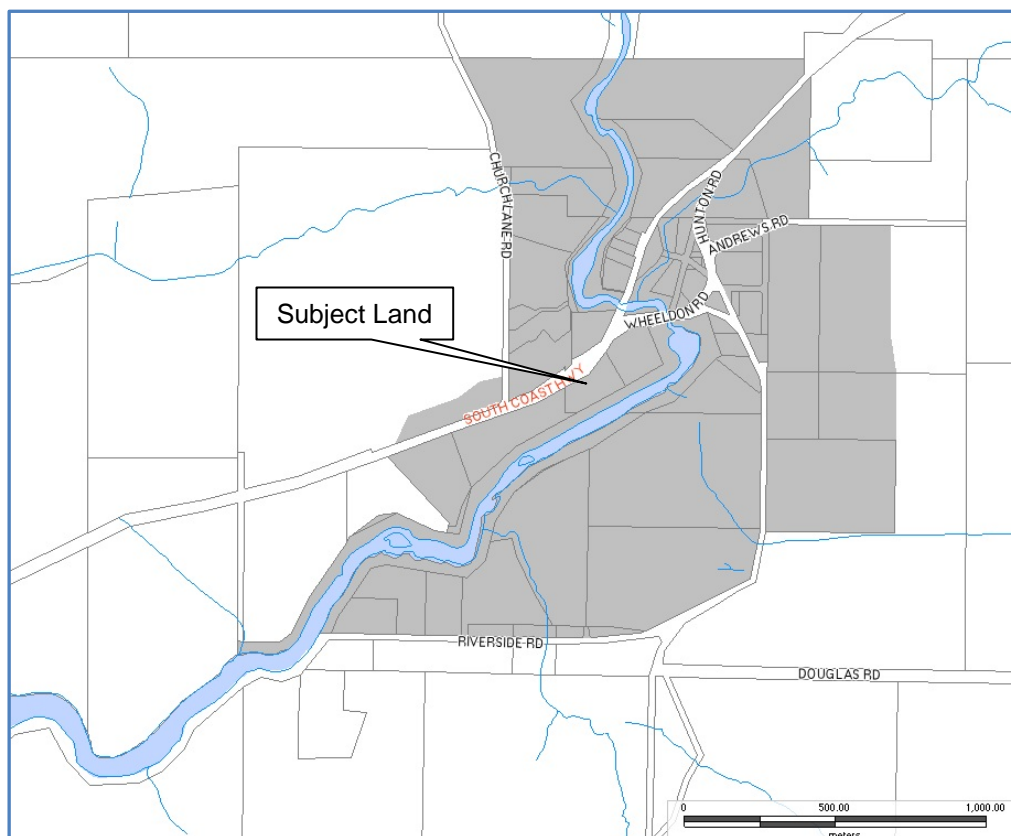 CHURCHLANE RD
HUNTON RD
ANDREWS RD
WHEELDON RD
Subject Land
SOUTH COAST HWY
RIVERSIDE RD
DOUGLAS RD
0 500.00 1,000.00
meters